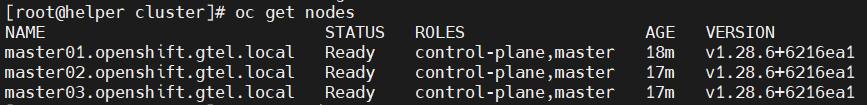 [root@helper cluster]# oc get nodes
NAME STATUS ROLES AGE VERSION
master01.openshift.gtel.local Ready control-plane,master 18m v1.28.6+6216ea1
master02.openshift.gtel.local Ready control-plane,master 17m v1.28.6+6216ea1
master03.openshift.gtel.local Ready control-plane,master 17m v1.28.6+6216ea1